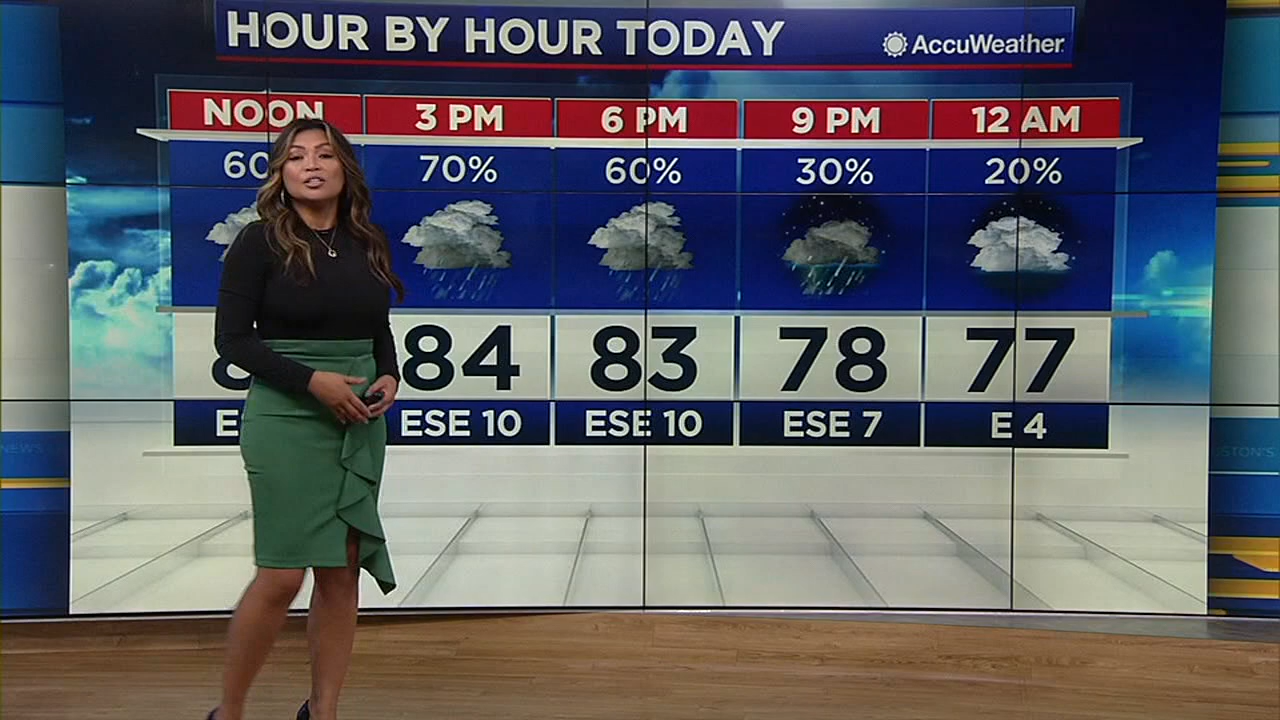 HOUR BY HOUR TODAY
AccuWeather
NOON 3 PM 6 PM 9 PM 12 AM
70% 60% 30% 20%
84 83 78 77
ESE 10 ESE 10 ESE 7 E 4
NEWS